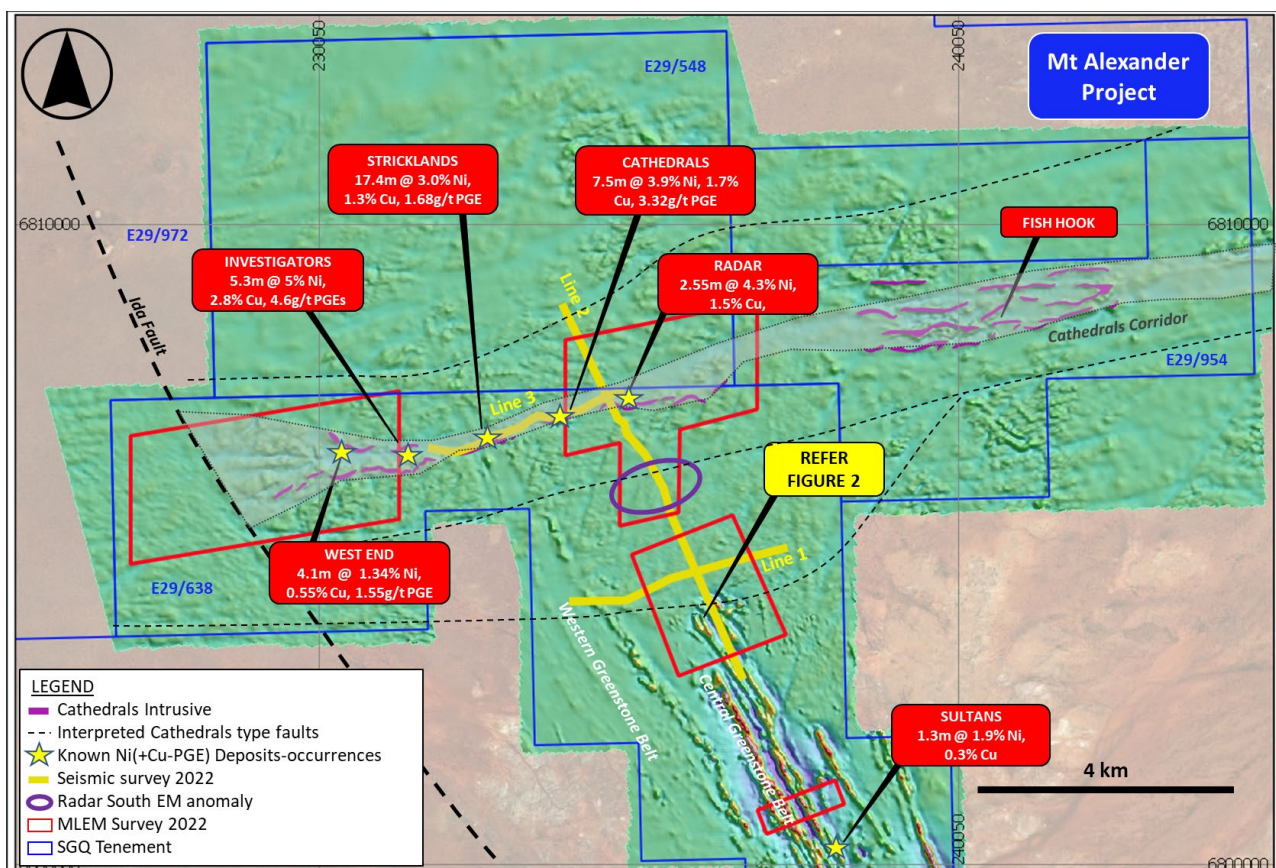 230050
240050
Mt Alexander
Project
E29/548
STRICKLANDS
17.4m @ 3.0% Ni,
1.3% Cu, 1.68g/t PGE
CATHEDRALS
7.5m @ 3.9% Ni, 1.7%
Cu, 3.32g/t PGE
6810000
6810000
E29/972
FISH HOOK
INVESTIGATORS
5.3m @ 5% Ni,
2.8% Cu, 4.6g/t PGEs
RADAR
2.55m @ 4.3% Ni,
1.5% Cu,
Line 2
Ida Fault
Cathedrals Corridor
E29/954
Line 3
REFER
FIGURE 2
WEST END
4.1m @ 1.34% Ni,
0.55% Cu, 1.55g/t PGE
Line 1
E29/638
Western Greenstone Belt
Central Greenstone Belt
SULTANS
1.3m @ 1.9% Ni,
0.3% Cu
4 km
LEGEND
Cathedrals Intrusive
Interpreted Cathedrals type faults
Known Ni(+Cu-PGE) Deposits-occurrences
Seismic survey 2022
Radar South EM anomaly
MLEM Survey 2022
SGQ Tenement
240050
6800000